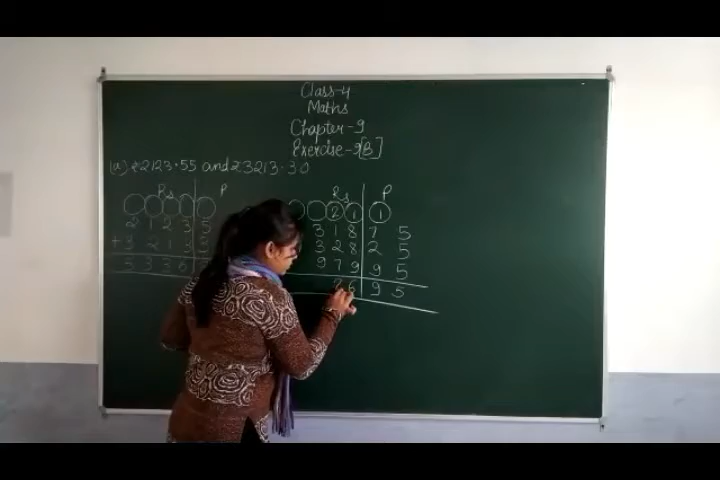 Class-4
Maths
Chapter-9
Exercise-9[B]
(a) ₹2123.55 and ₹3213.30
Rs P
2 1 2 3 5
+ 3 2 1 3 3
5 3 3 6
Rs P
2 1 1
3 1 8 7 5
3 2 8 2 5
9 7 9 9 5
6 9 5